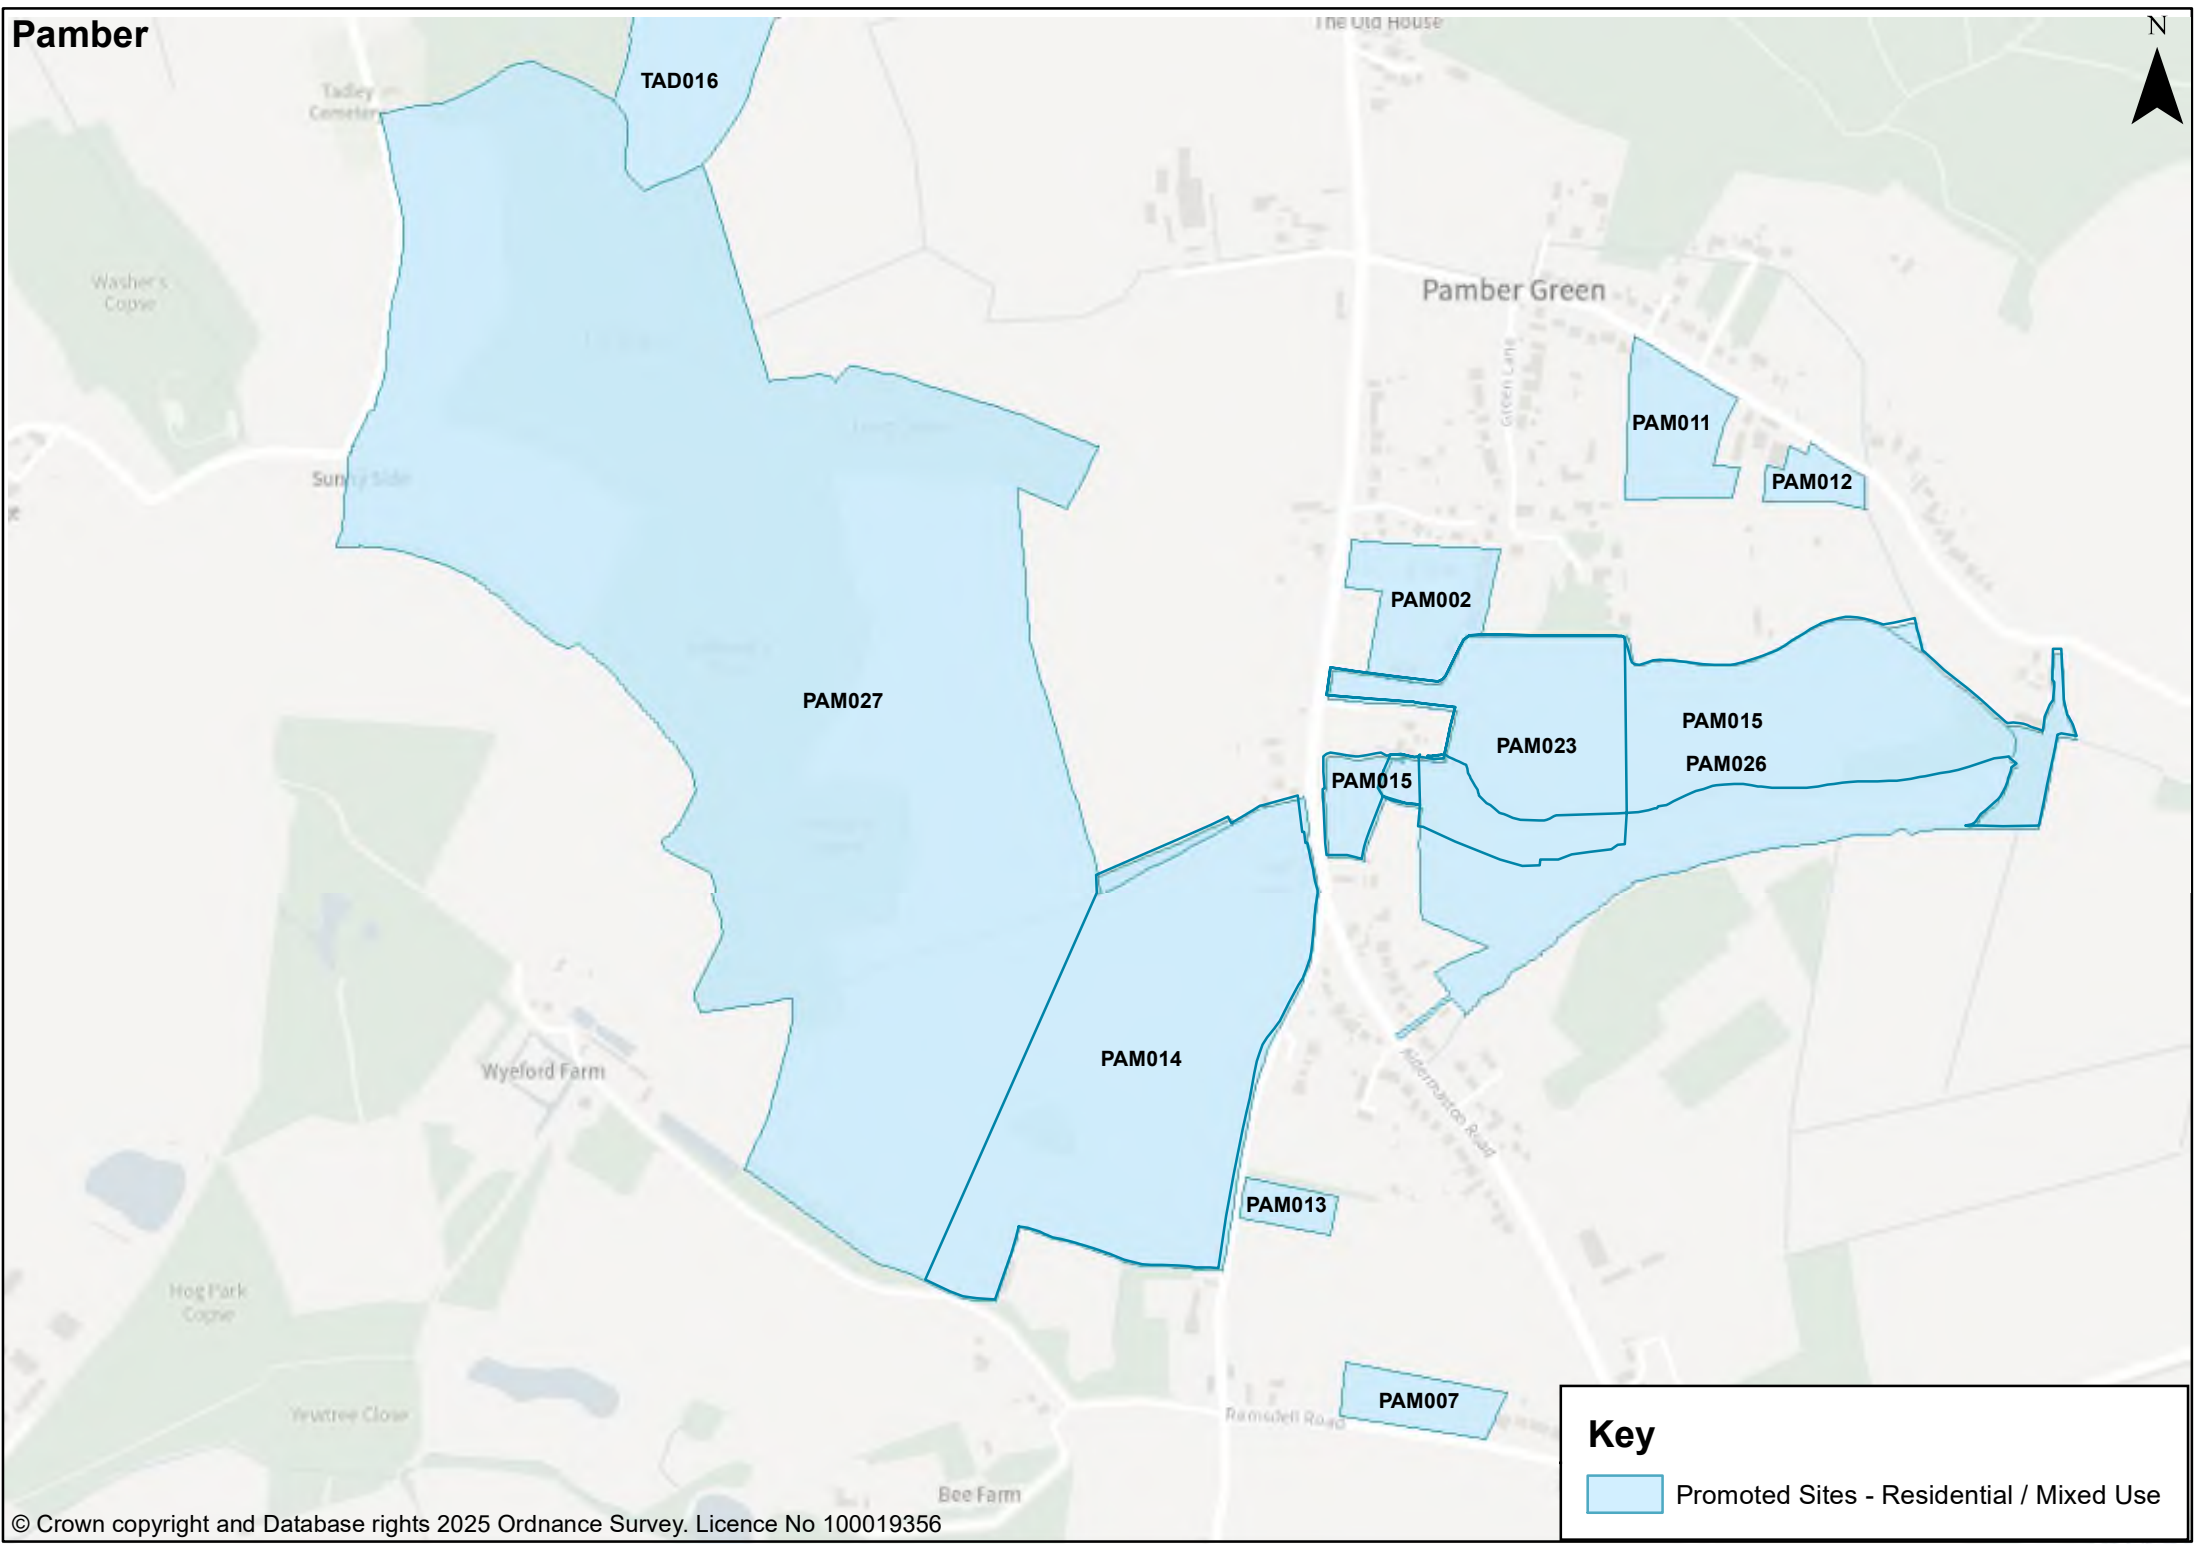 Pamber
The Old House
N
TAD016
Tadley
Cemetery
Washer's
Copse
Pamber Green
Green Lane
PAM011
Sunny Side
PAM012
PAM002
PAM027
PAM015
PAM023
PAM026
PAM015
PAM014
Wyeford Farm
Aldermaston Road
PAM013
Hog Park
Copse
PAM007
Yewtree Close
Ramsdell Road
Bee Farm
Key
Promoted Sites - Residential / Mixed Use
© Crown copyright and Database rights 2025 Ordnance Survey. Licence No 100019356